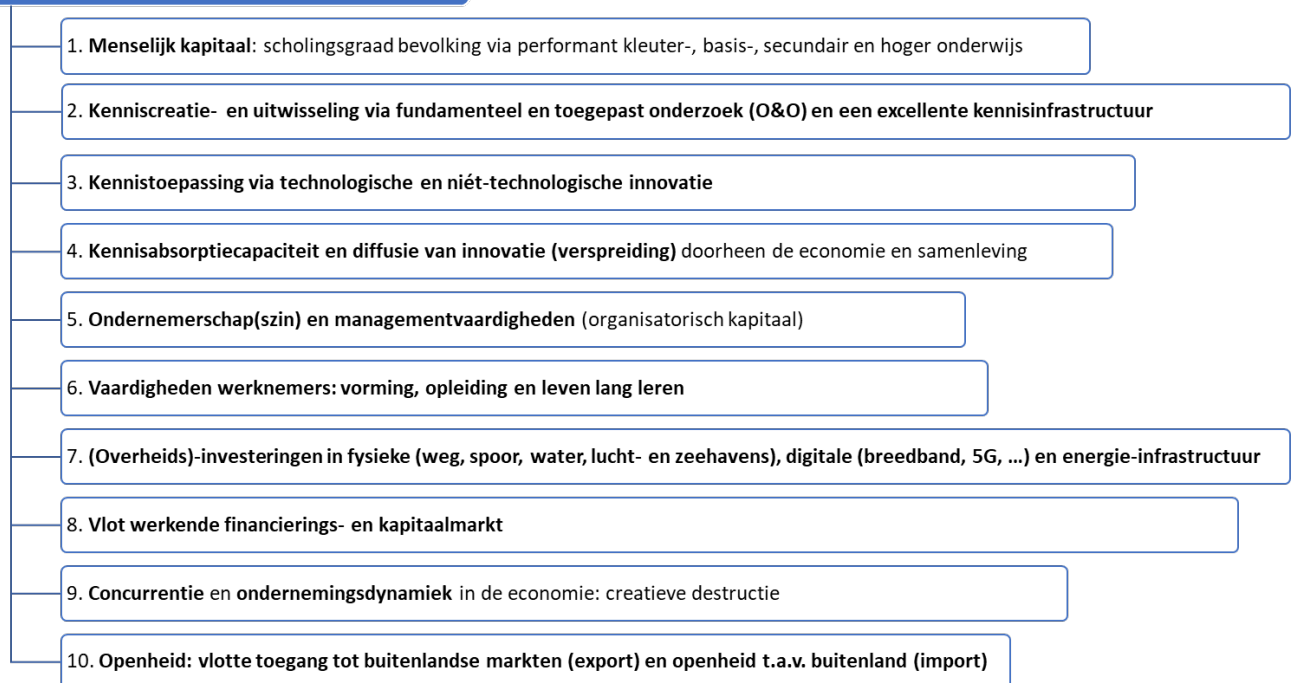 1. Menselijk kapitaal: scholingsgraad bevolking via performant kleuter-, basis-, secundair en hoger onderwijs
2. Kenniscreatie- en uitwisseling via fundamenteel en toegepast onderzoek (O&O) en een excellente kennisinfrastructuur
3. Kennistoepassing via technologische en niét-technologische innovatie
4. Kennisabsorptiecapaciteit en diffusie van innovatie (verspreiding) doorheen de economie en samenleving
5. Ondernemerschap(szin) en managementvaardigheden (organisatorisch kapitaal)
6. Vaardigheden werknemers: vorming, opleiding en leven lang leren
7. (Overheids)-investeringen in fysieke (weg, spoor, water, lucht- en zeehavens), digitale (breedband, 5G, ...) en energie-infrastructuur
8. Vlot werkende financierings- en kapitaalmarkt
9. Concurrentie en ondernemingsdynamiek in de economie: creatieve destructie
10. Openheid: vlotte toegang tot buitenlandse markten (export) en openheid t.a.v. buitenland (import)